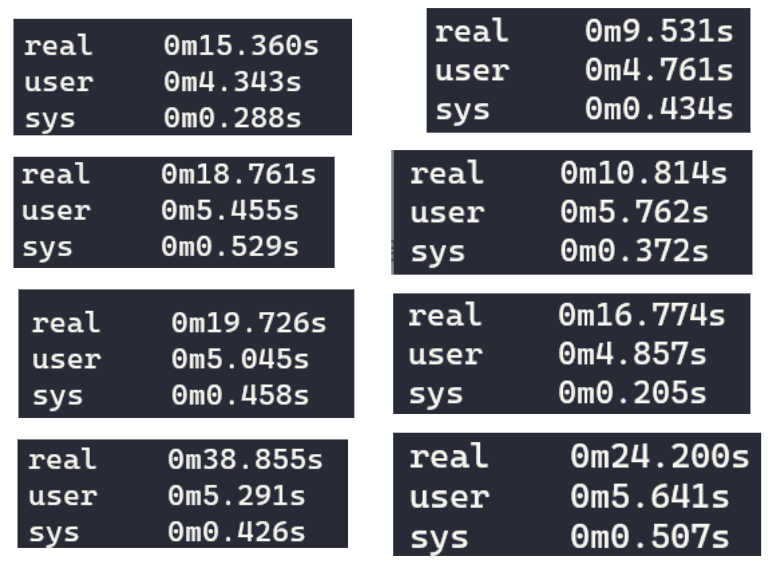 real 0m15.360s
user 0m4.343s
sys 0m0.288s
real 0m9.531s
user 0m4.761s
sys 0m0.434s
real 0m18.761s
user 0m5.455s
sys 0m0.529s
real 0m10.814s
user 0m5.762s
sys 0m0.372s
real 0m19.726s
user 0m5.045s
sys 0m0.458s
real 0m16.774s
user 0m4.857s
sys 0m0.205s
real 0m38.855s
user 0m5.291s
sys 0m0.426s
real 0m24.200s
user 0m5.641s
sys 0m0.507s